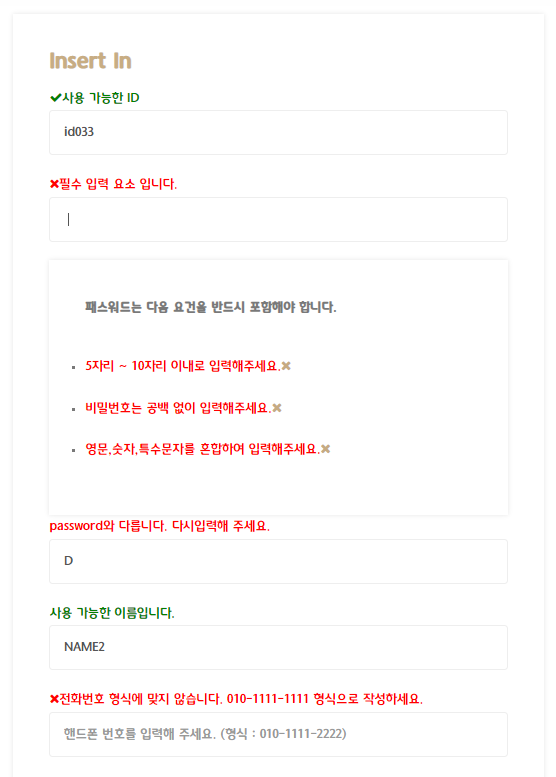 Insert In
사용 가능한 ID
id033
필수 입력 요소 입니다.
패스워드는 다음 요건을 반드시 포함해야 합니다.
5자리 ~ 10자리 이내로 입력해주세요.
비밀번호는 공백 없이 입력해주세요.
영문,숫자,특수문자를 혼합하여 입력해주세요.
password와 다릅니다. 다시입력해 주세요.
D
사용 가능한 이름입니다.
NAME2
전화번호 형식에 맞지 않습니다. 010-1111-1111 형식으로 작성하세요.
핸드폰 번호를 입력해 주세요. (형식 : 010-1111-2222)